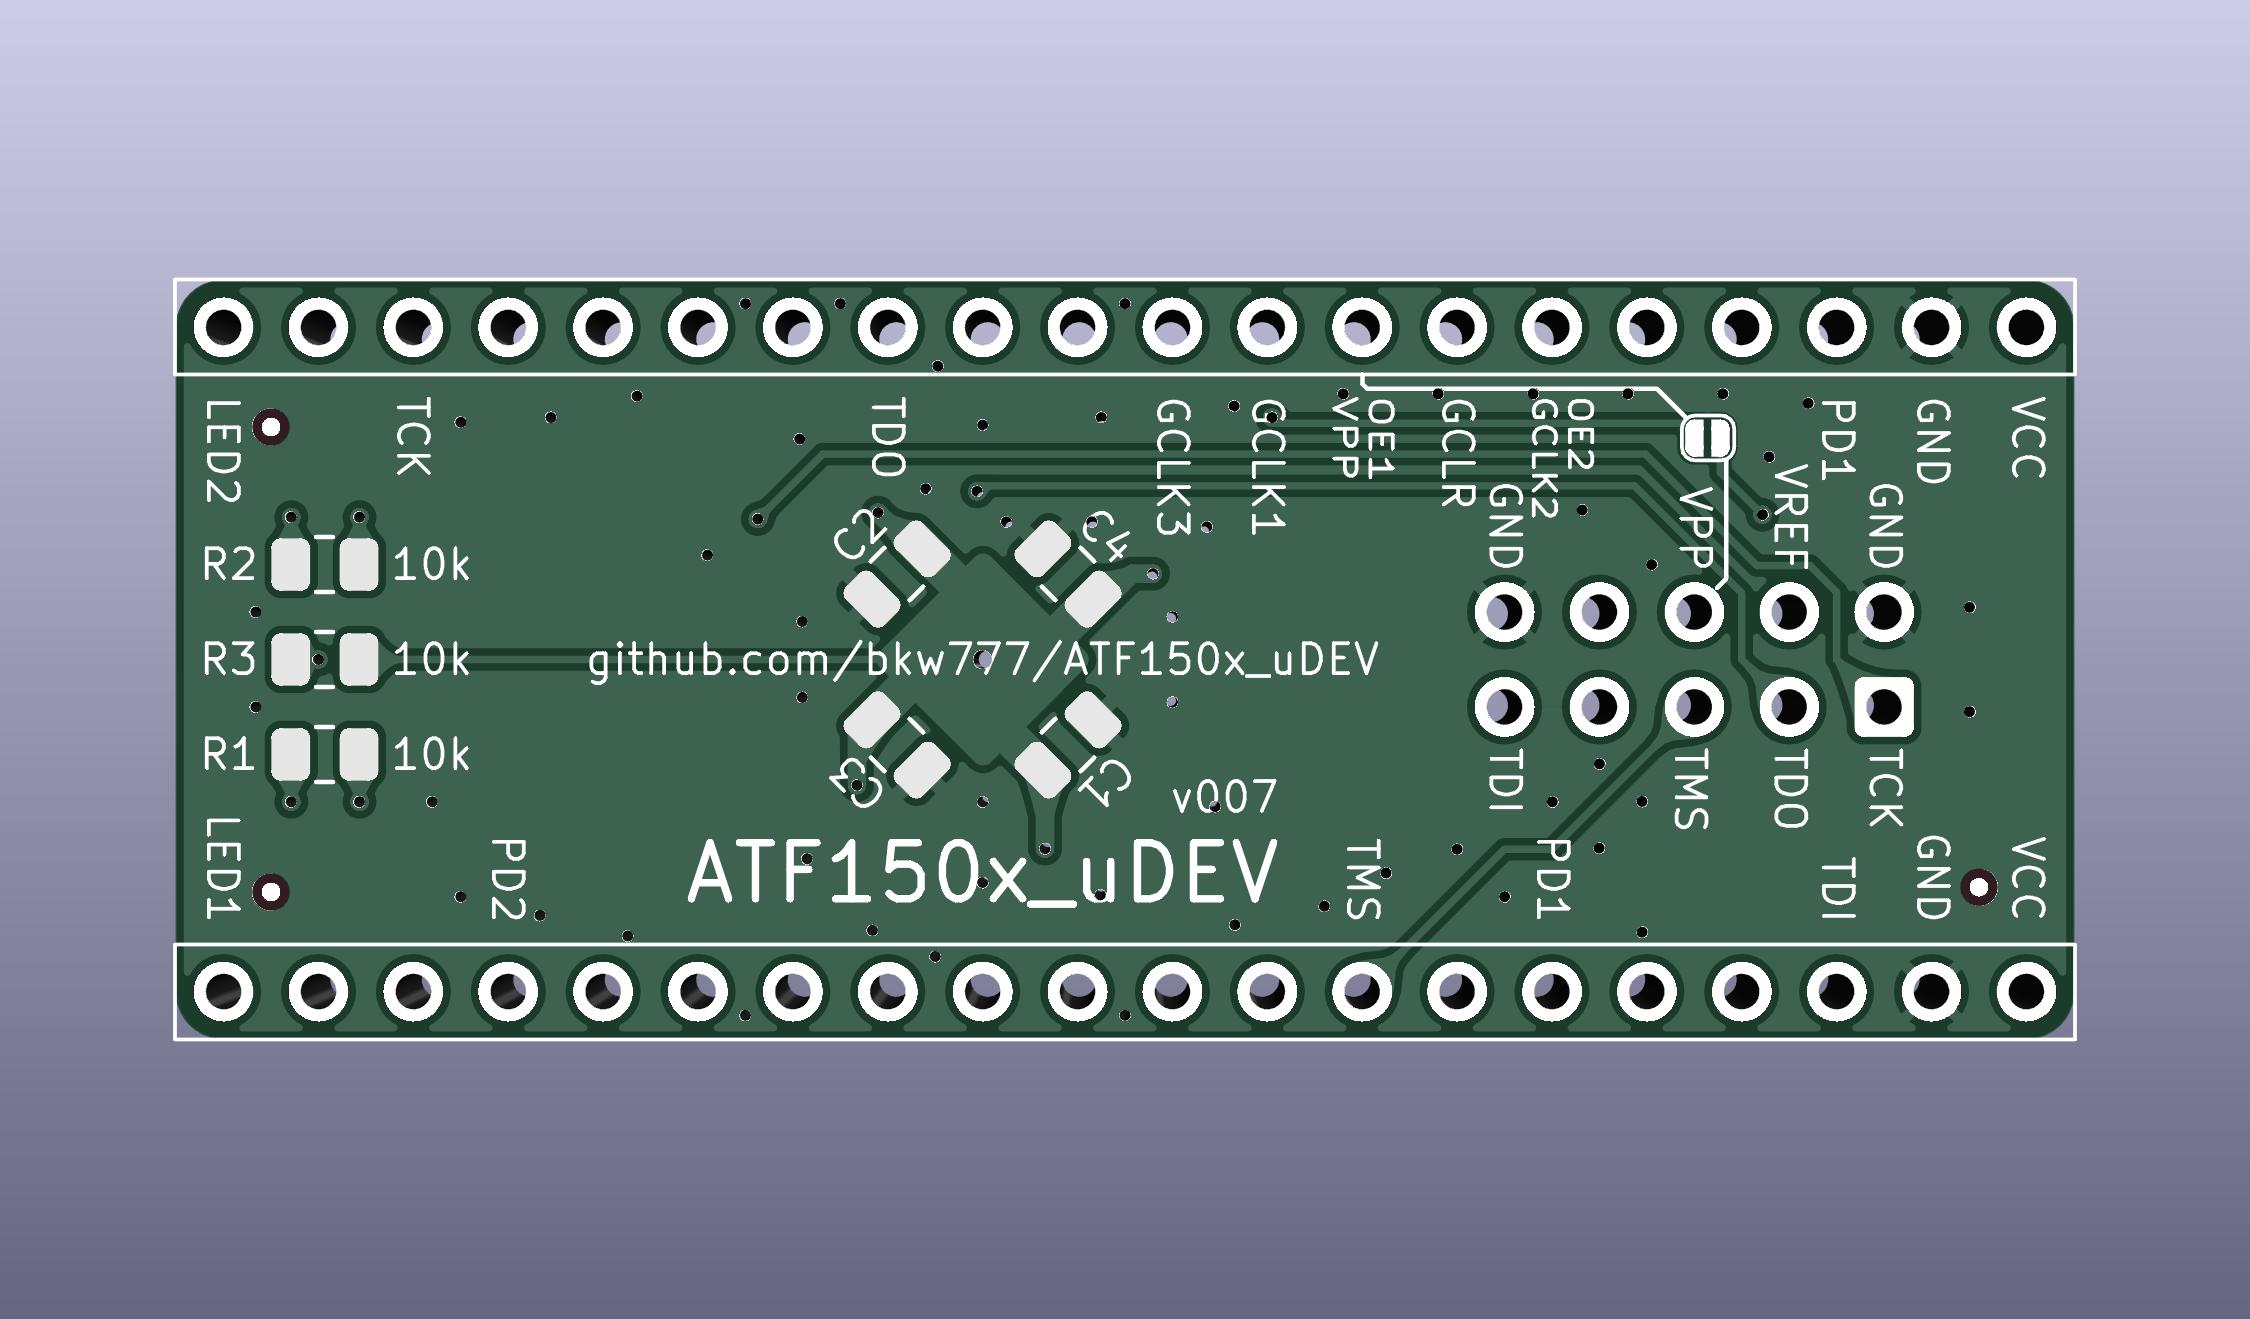 LED2
TCK
TDO
GCLK3
GCLK1
OE1
VPP
GCLR
OE2
GCLK2
PD1
GND
VCC
GND
VPP
VREF
GND
R2 10k
C2
C4
R3 10k
github.com/bkw777/ATF150x_uDEV
R1 10k
C3
C1
v007
TDI
TMS
TDO
TCK
ATF150x_uDEV
LED1
PD2
TMS
PD1
TDI
GND
VCC